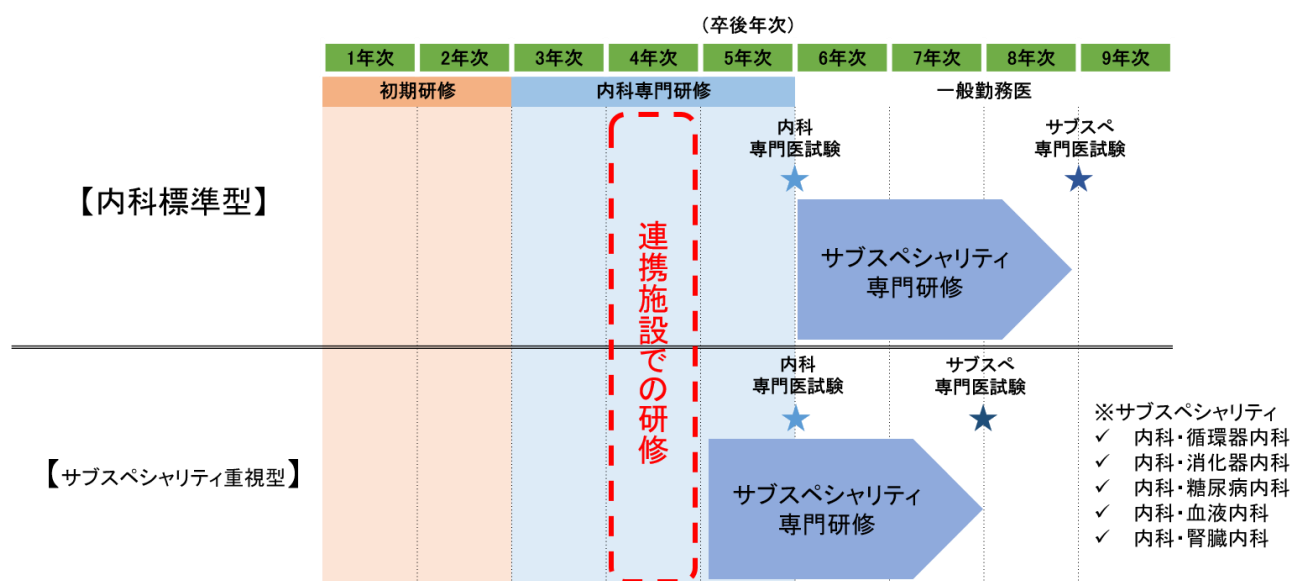 (卒後年次)
1年次 2年次 3年次 4年次 5年次 6年次 7年次 8年次 9年次
初期研修 内科専門研修 一般勤務医
内科
専門医試験
サブスペ
専門医試験
【内科標準型】
連携施設での研修
サブスペシャリティ
専門研修
内科
専門医試験
サブスペ
専門医試験
【サブスペシャリティ重視型】
サブスペシャリティ
専門研修
※サブスペシャリティ
✓ 内科・循環器内科
✓ 内科・消化器内科
✓ 内科・糖尿病内科
✓ 内科・血液内科
✓ 内科・腎臓内科